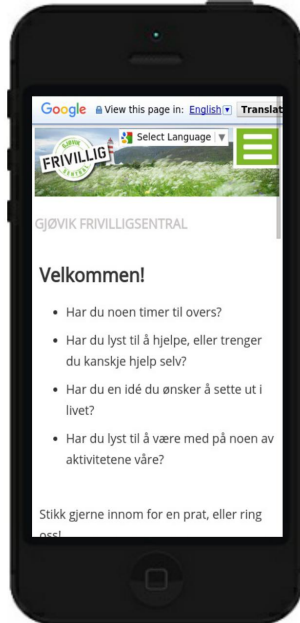 Google View this page in: English Translat
Select Language ▼
GJØVIK
FRIVILLIG
SENTRAL
GJØVIK FRIVILLIGSENTRAL
Velkommen!
• Har du noen timer til overs?
• Har du lyst til å hjelpe, eller trenger
du kanskje hjelp selv?
• Har du en idé du ønsker å sette ut i
livet?
• Har du lyst til å være med på noen av
aktivitetene våre?
Stikk gjerne innom for en prat, eller ring
oss!